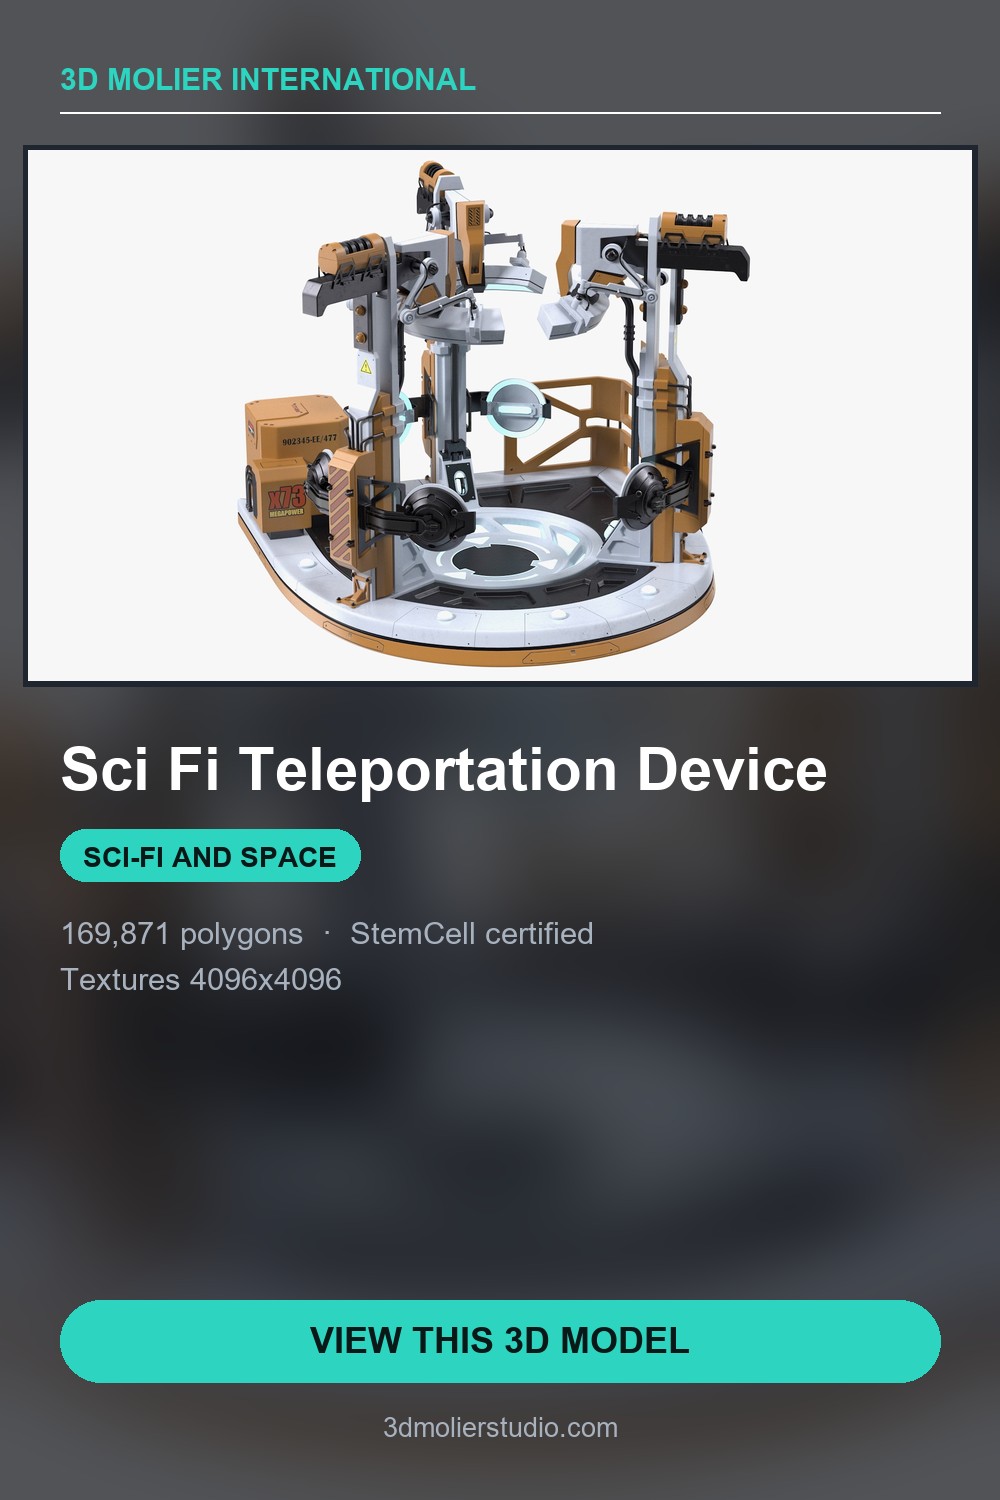 3D MOLIER INTERNATIONAL
902345-EE/477
x73
MEGAPOWER
Sci Fi Teleportation Device
SCI-FI AND SPACE
169,871 polygons · StemCell certified
Textures 4096x4096
VIEW THIS 3D MODEL
3dmolierstudio.com